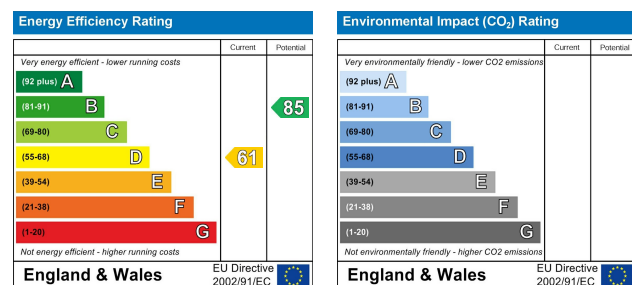 Energy Efficiency Rating
Current Potential
Very energy efficient - lower running costs
(92 plus) A
(81-91) B 85
(69-80) C
(55-68) D 61
(39-54) E
(21-38) F
(1-20) G
Not energy efficient - higher running costs
England & Wales
EU Directive
2002/91/EC
Environmental Impact (CO₂) Rating
Current Potential
Very environmentally friendly - lower CO2 emissions
(92 plus) A
(81-91) B
(69-80) C
(55-68) D
(39-54) E
(21-38) F
(1-20) G
Not environmentally friendly - higher CO2 emissions
England & Wales
EU Directive
2002/91/EC